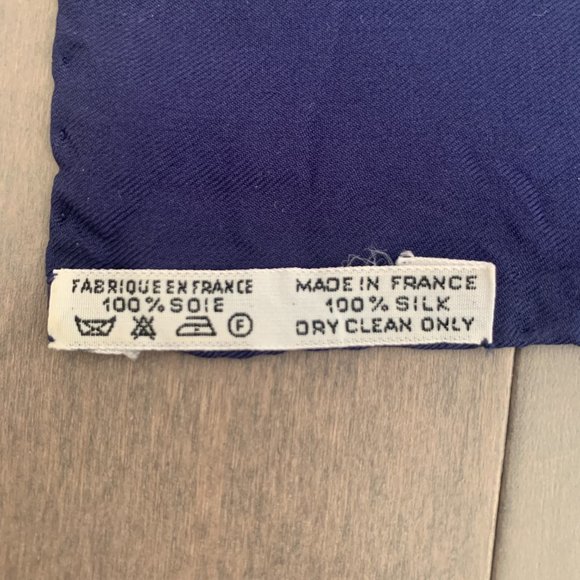 FABRIQUE EN FRANCE
100% SOIE
F
MADE IN FRANCE
100% SILK
DRY CLEAN ONLY